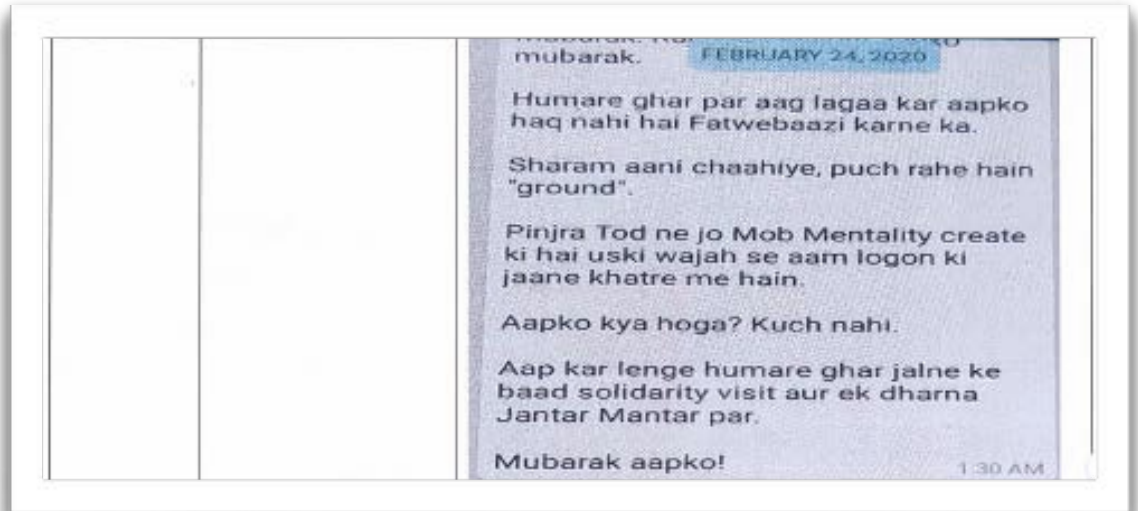 mubarak.
FEBRUARY 24, 2020
Humare ghar par aag lagaa kar aapko
haq nahi hai Fatwebaazi karne ka.
Sharam aani chaahiye, puch rahe hain
"ground".
Pinjra Tod ne jo Mob Mentality create
ki hai uski wajah se aam logon ki
jaane khatre me hain.
Aapko kya hoga? Kuch nahi.
Aap kar lenge humare ghar jalne ke
baad solidarity visit aur ek dharna
Jantar Mantar par.
Mubarak aapko!
1:30 AM